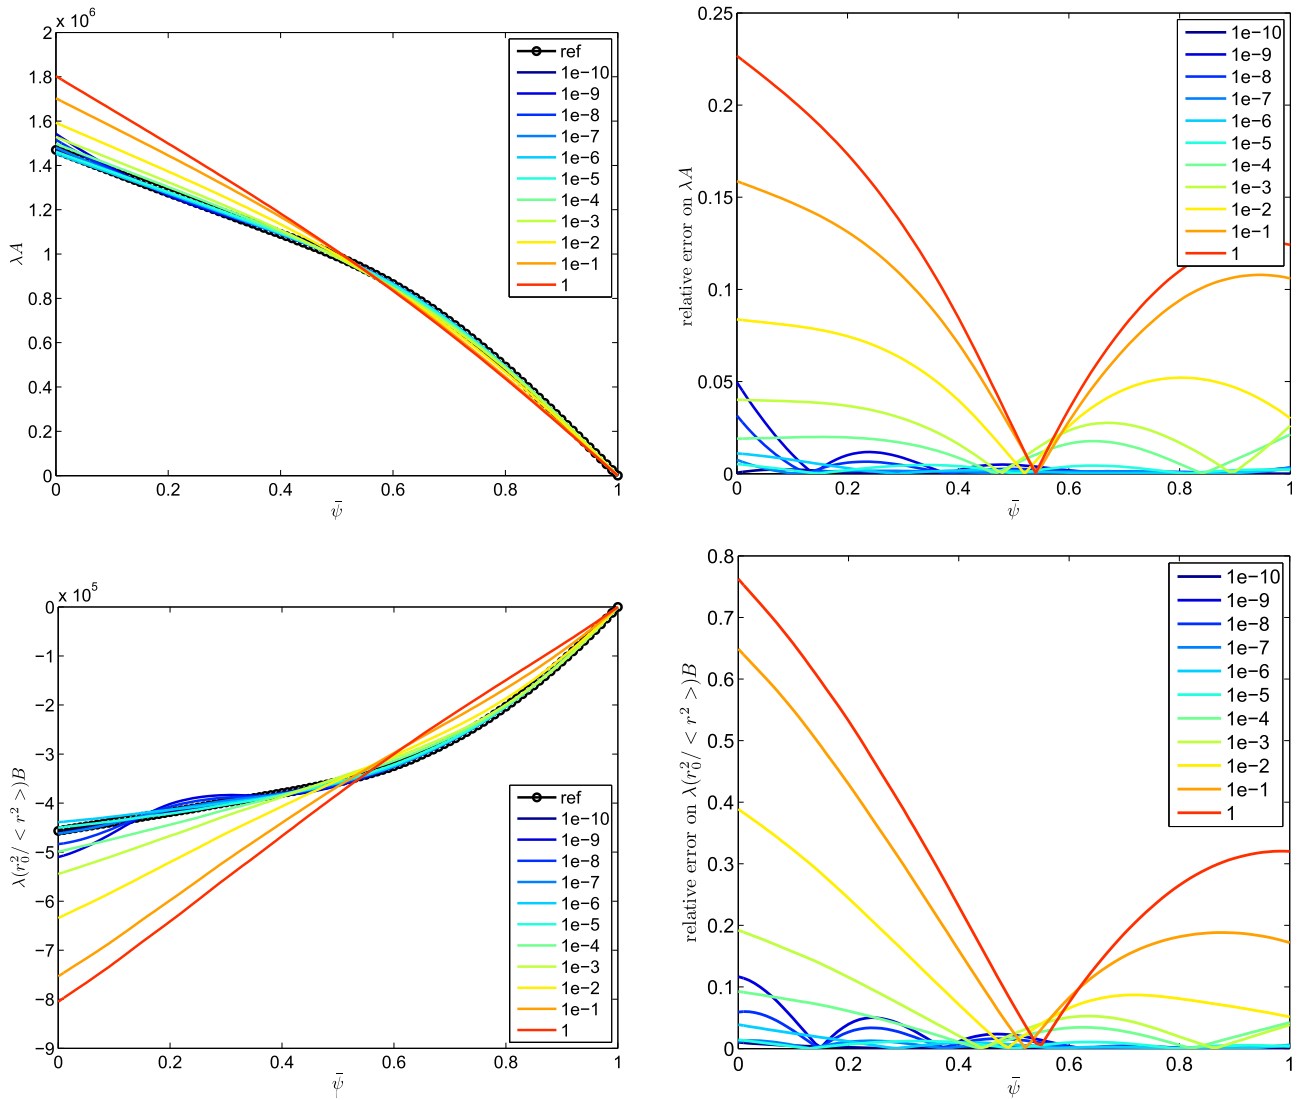 x 10⁶
2
1.8
1.6
1.4
1.2
1
0.8
0.6
0.4
0.2
0
λA
0 0.2 0.4 0.6 0.8 1
ψ̄
ref
1e−10
1e−9
1e−8
1e−7
1e−6
1e−5
1e−4
1e−3
1e−2
1e−1
1
0.25
0.2
0.15
0.1
0.05
0
relative error on λA
0 0.2 0.4 0.6 0.8 1
ψ̄
1e−10
1e−9
1e−8
1e−7
1e−6
1e−5
1e−4
1e−3
1e−2
1e−1
1
x 10⁵
0
−1
−2
−3
−4
−5
−6
−7
−8
−9
λ(r₀²/ < r² >)B
0 0.2 0.4 0.6 0.8 1
ψ̄
ref
1e−10
1e−9
1e−8
1e−7
1e−6
1e−5
1e−4
1e−3
1e−2
1e−1
1
0.8
0.7
0.6
0.5
0.4
0.3
0.2
0.1
0
relative error on λ(r₀²/ < r² >)B
0 0.2 0.4 0.6 0.8 1
ψ̄
1e−10
1e−9
1e−8
1e−7
1e−6
1e−5
1e−4
1e−3
1e−2
1e−1
1